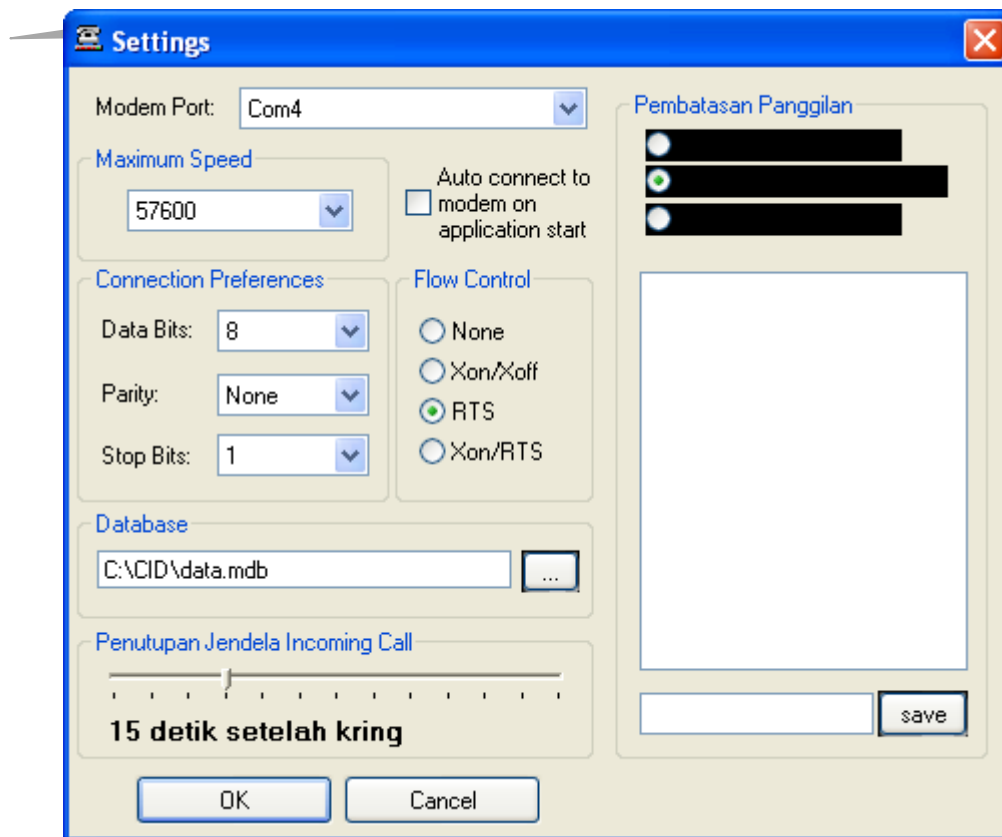 Settings
Modem Port:
Com4
Maximum Speed
57600
Auto connect to
modem on
application start
Connection Preferences
Data Bits:
8
Parity:
None
Stop Bits:
1
Flow Control
None
Xon/Xoff
RTS
Xon/RTS
Database
C:\CID\data.mdb
...
Penutupan Jendela Incoming Call
15 detik setelah kring
OK
Cancel
Pembatasan Panggilan
save